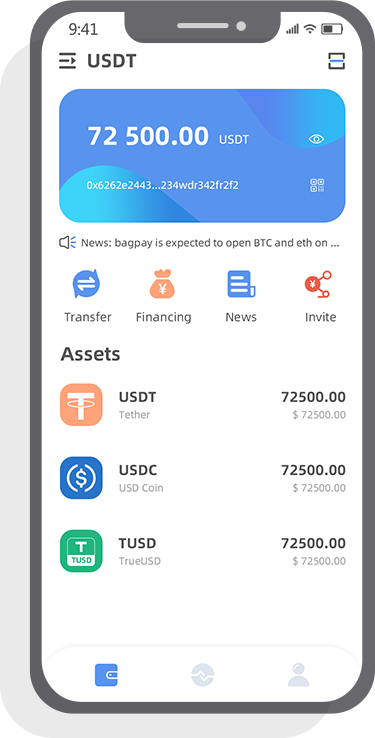 9:41
USDT
72 500.00 USDT
0x6262e2443...234wdr342fr2f2
News: bagpay is expected to open BTC and eth on ...
Transfer Financing News Invite
Assets
USDT 72500.00
Tether $ 72500.00
USDC 72500.00
USD Coin $ 72500.00
TUSD 72500.00
TUSD TrueUSD $ 72500.00